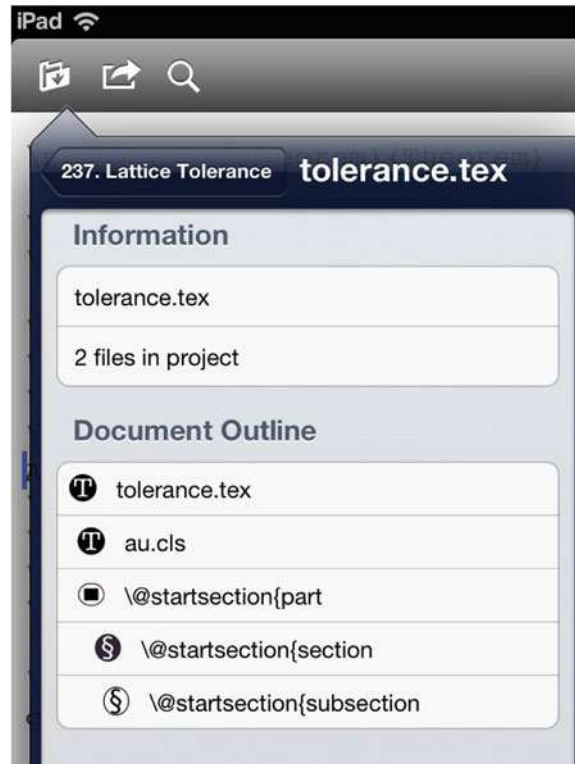 iPad
237. Lattice Tolerance
tolerance.tex
Information
tolerance.tex
2 files in project
Document Outline
tolerance.tex
au.cls
\@startsection{part
\@startsection{section
\@startsection{subsection